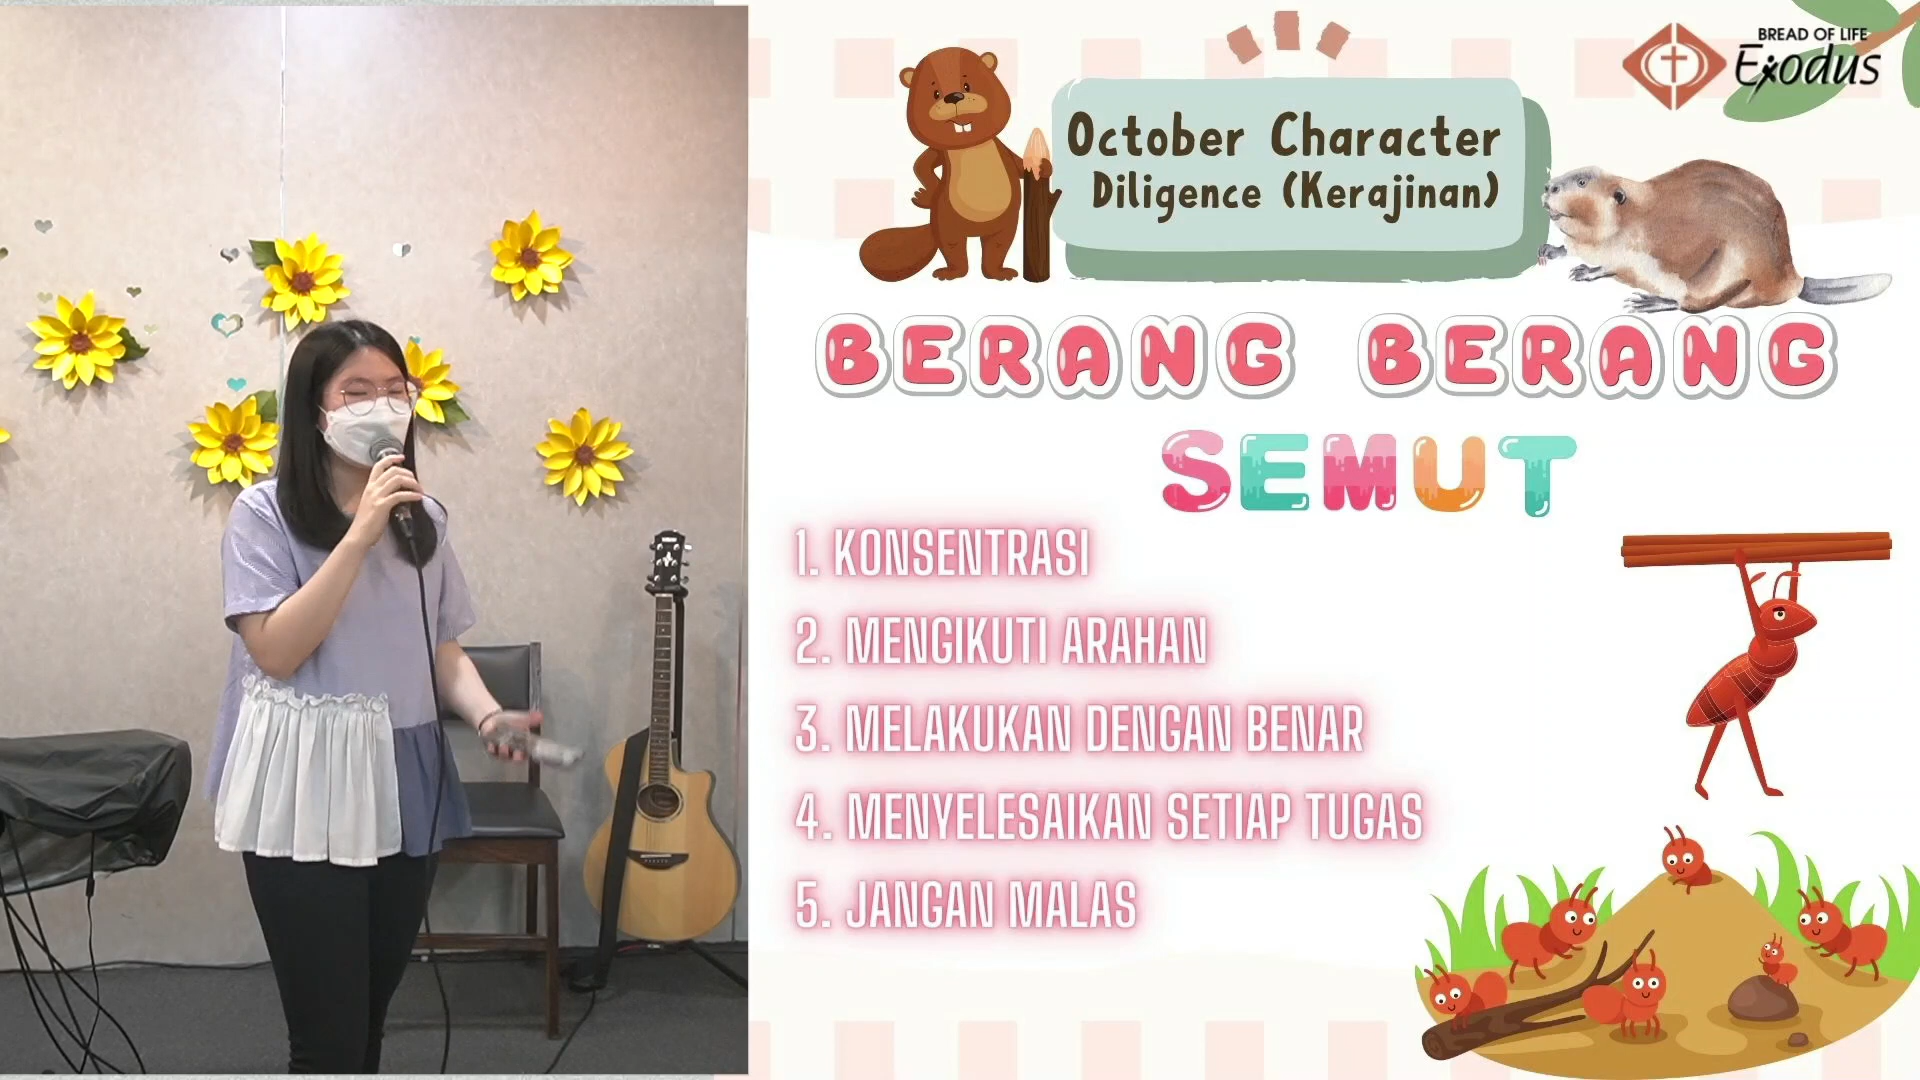 BREAD OF LIFE
Exodus
October Character
Diligence (Kerajinan)
BERANG BERANG
SEMUT
1. KONSENTRASI
2. MENGIKUTI ARAHAN
3. MELAKUKAN DENGAN BENAR
4. MENYELESAIKAN SETIAP TUGAS
5. JANGAN MALAS